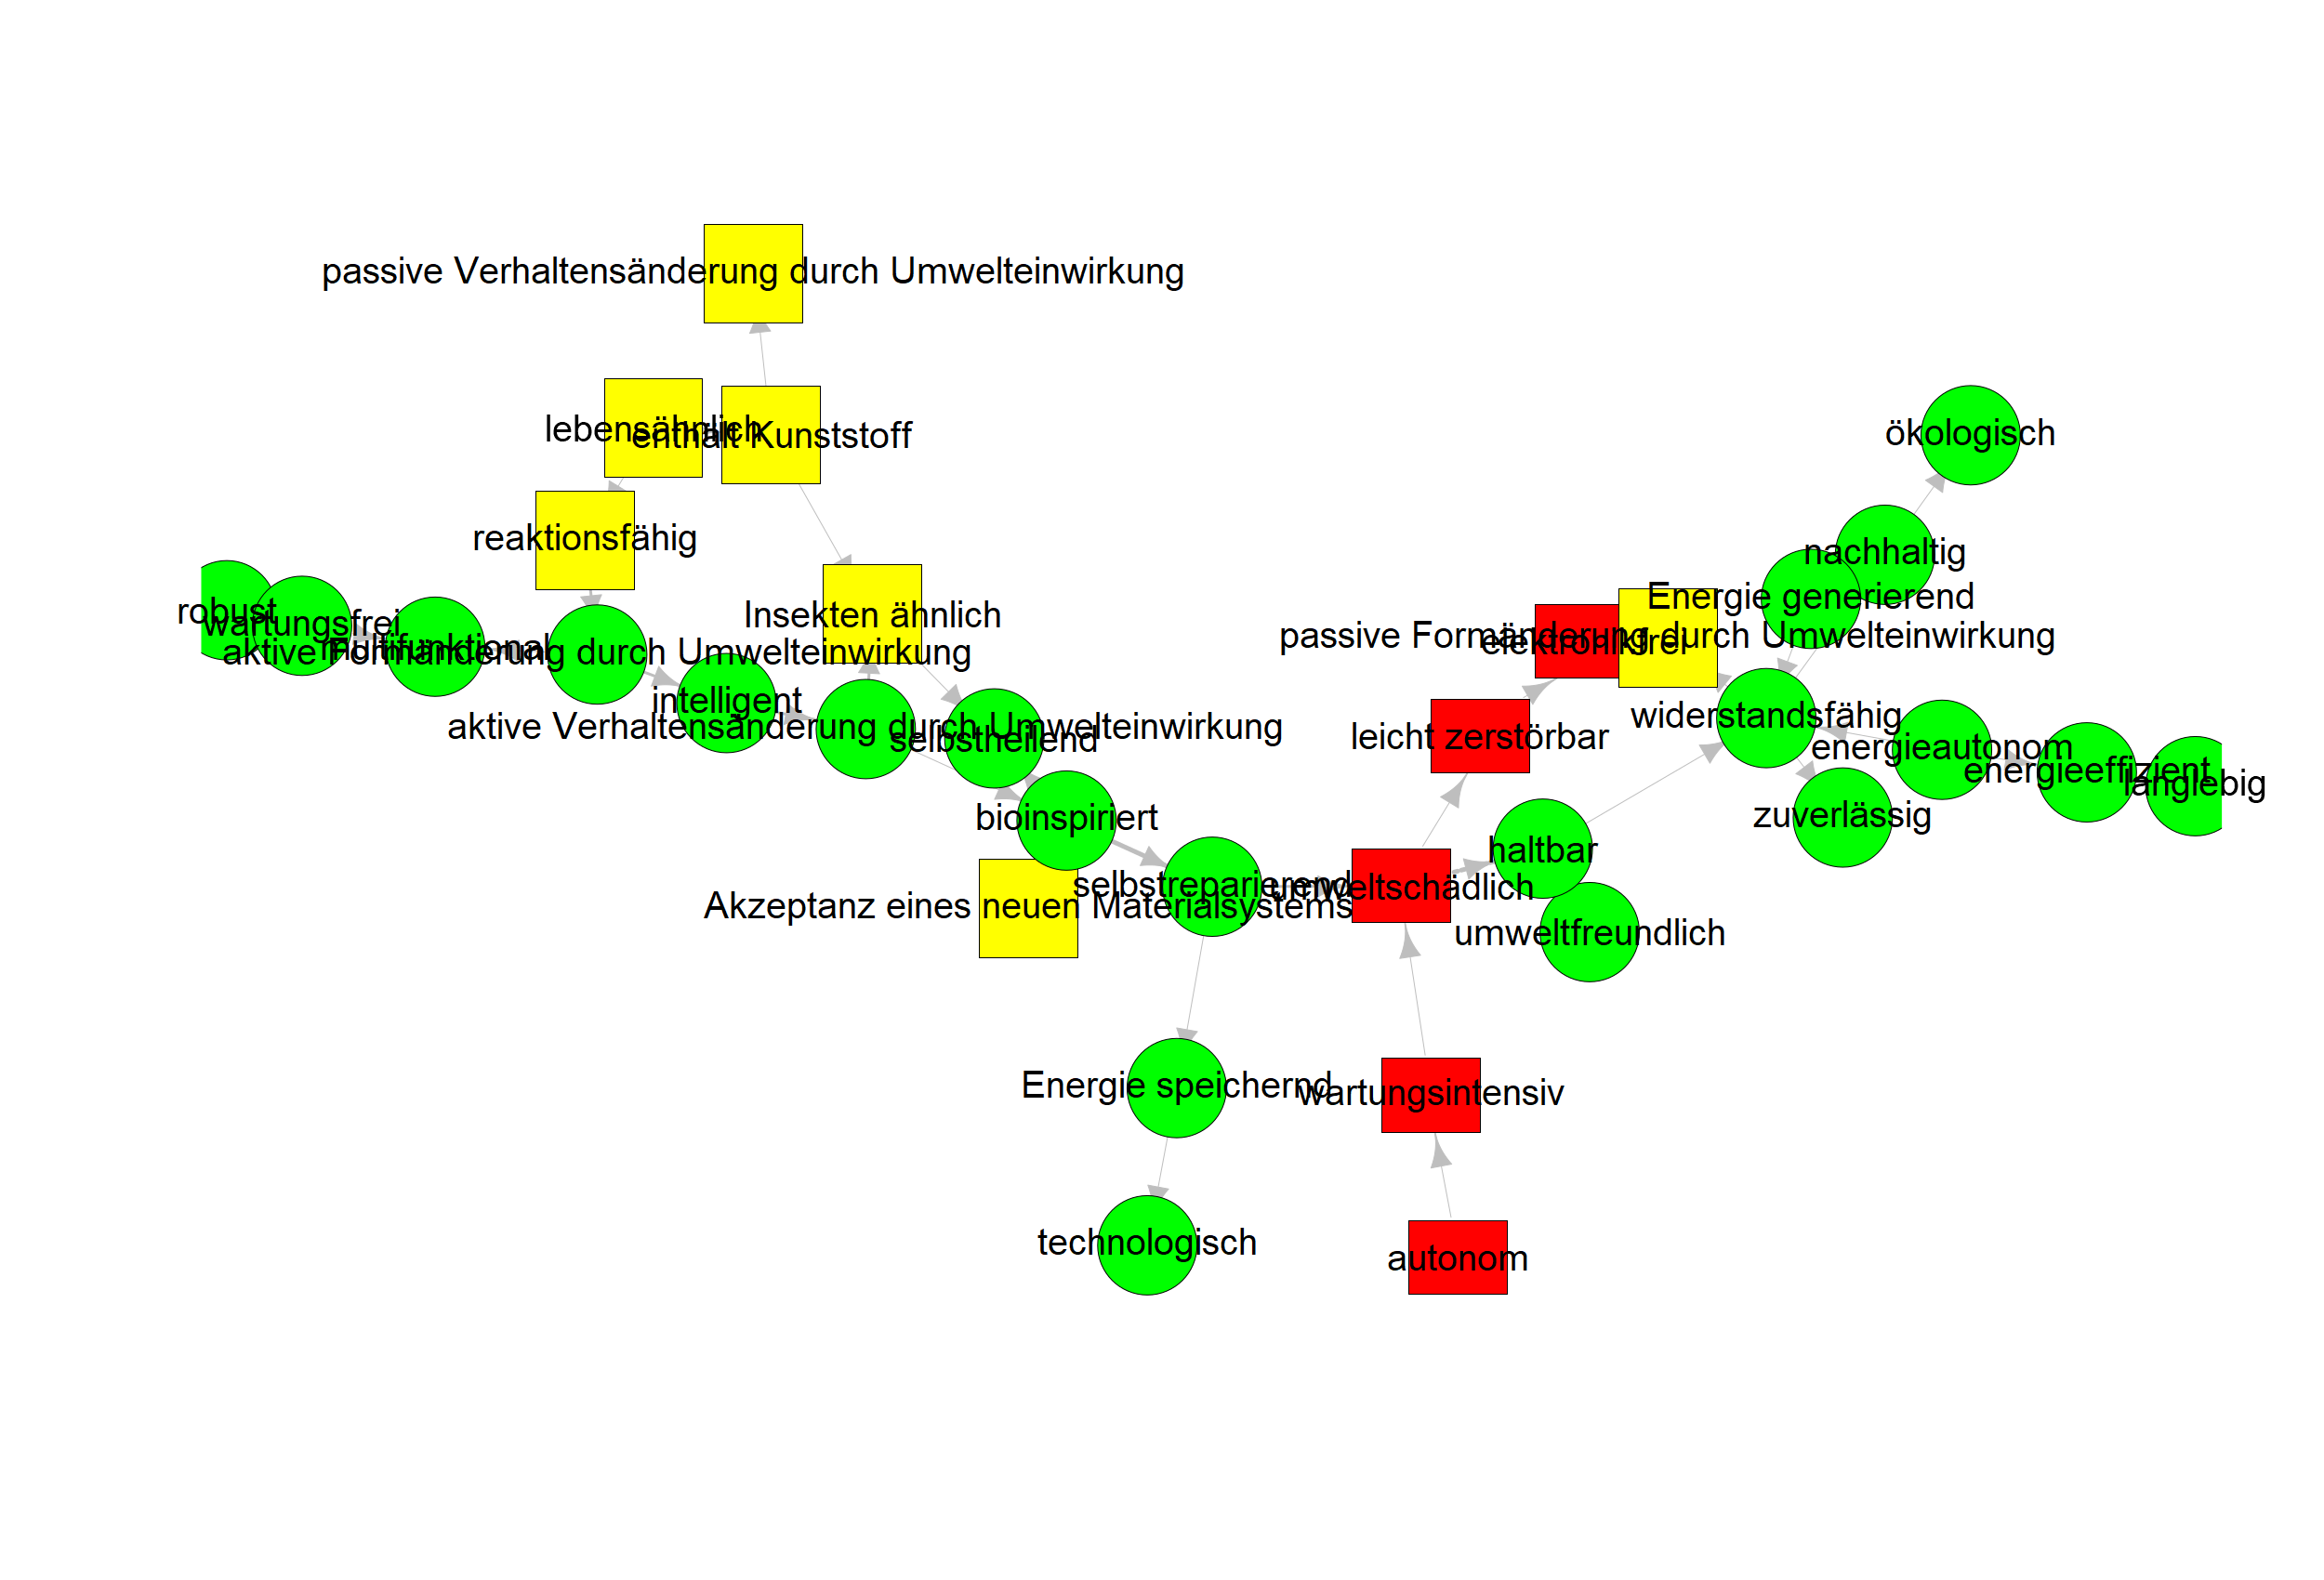 passive Verhaltensänderung durch Umwelteinwirkung
lebensähnlich
enthält Kunststoff
ökologisch
reaktionsfähig
nachhaltig
robust
wartungsfrei
multifunktional
aktive Formänderung durch Umwelteinwirkung
Insekten ähnlich
Energie generierend
passive Formänderung durch Umwelteinwirkung
elektronikfrei
intelligent
aktive Verhaltensänderung durch Umwelteinwirkung
selbstheilend
leicht zerstörbar
widerstandsfähig
energieautonom
energieeffizient
langlebig
bioinspiriert
zuverlässig
haltbar
selbstreparierend
umweltschädlich
Akzeptanz eines neuen Materialsystems
umweltfreundlich
Energie speichernd
wartungsintensiv
technologisch
autonom